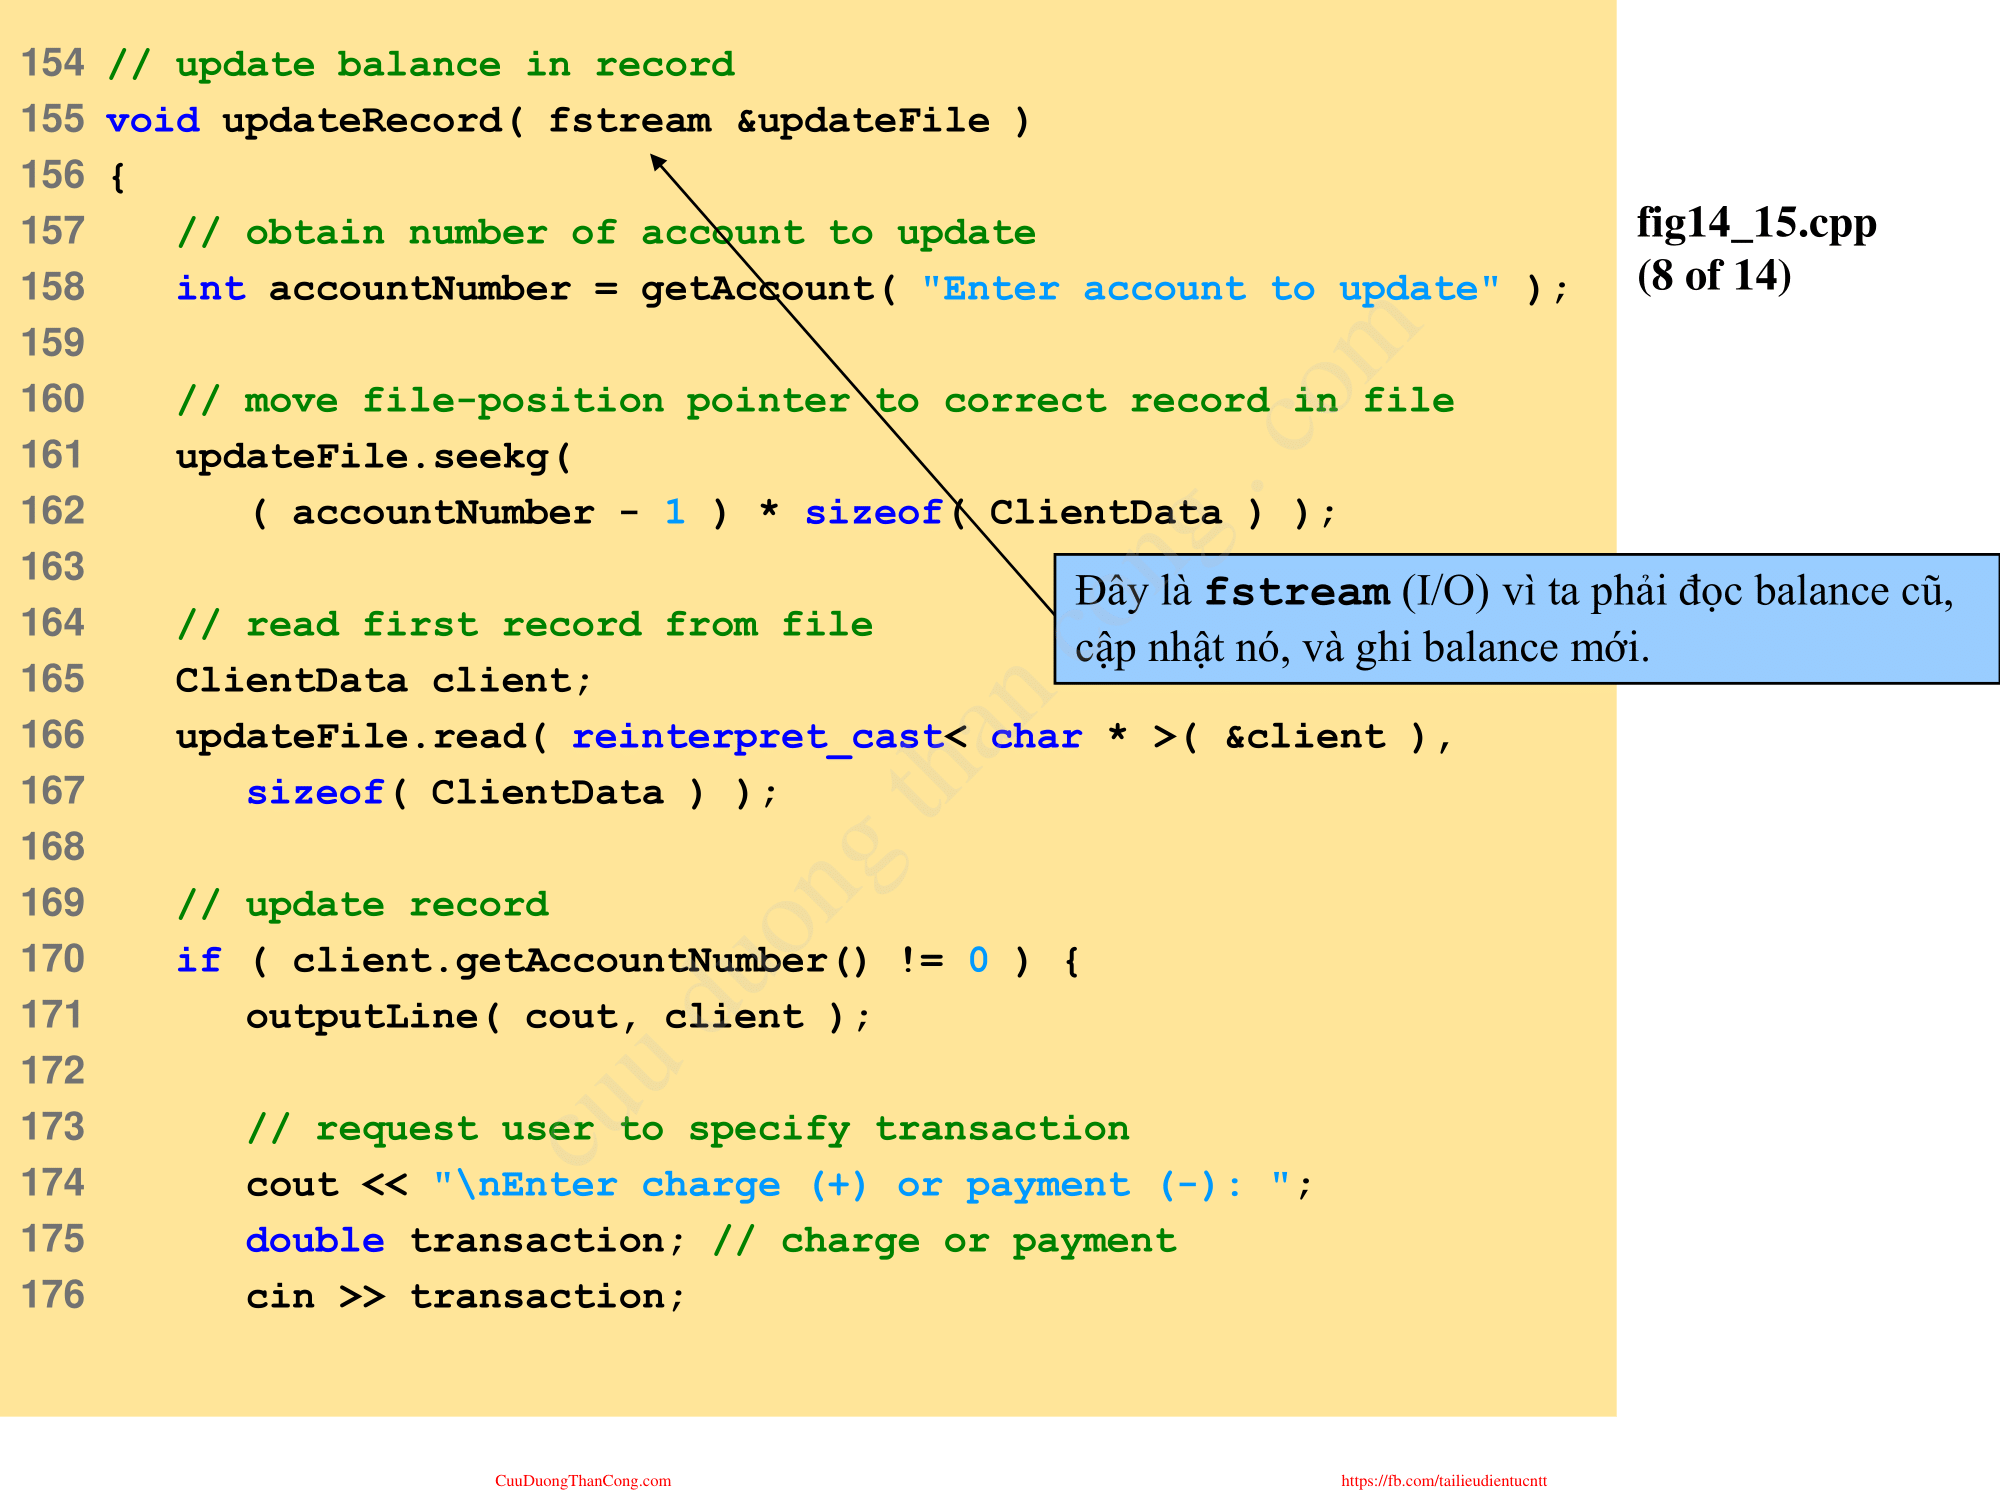 154 // update balance in record
155 void updateRecord( fstream &updateFile )
156 {
157    // obtain number of account to update
158    int accountNumber = getAccount( "Enter account to update" );
159
160    // move file-position pointer to correct record in file
161    updateFile.seekg(
162       ( accountNumber - 1 ) * sizeof( ClientData ) );
163
164    // read first record from file
165    ClientData client;
166    updateFile.read( reinterpret_cast< char * >( &client ),
167       sizeof( ClientData ) );
168
169    // update record
170    if ( client.getAccountNumber() != 0 ) {
171       outputLine( cout, client );
172
173       // request user to specify transaction
174       cout << "\nEnter charge (+) or payment (-): ";
175       double transaction; // charge or payment
176       cin >> transaction;
fig14_15.cpp
(8 of 14)
Đây là fstream (I/O) vì ta phải đọc balance cũ,
cập nhật nó, và ghi balance mới.
cuu duong than cong . com
CuuDuongThanCong.com
https://fb.com/tailieudientucntt